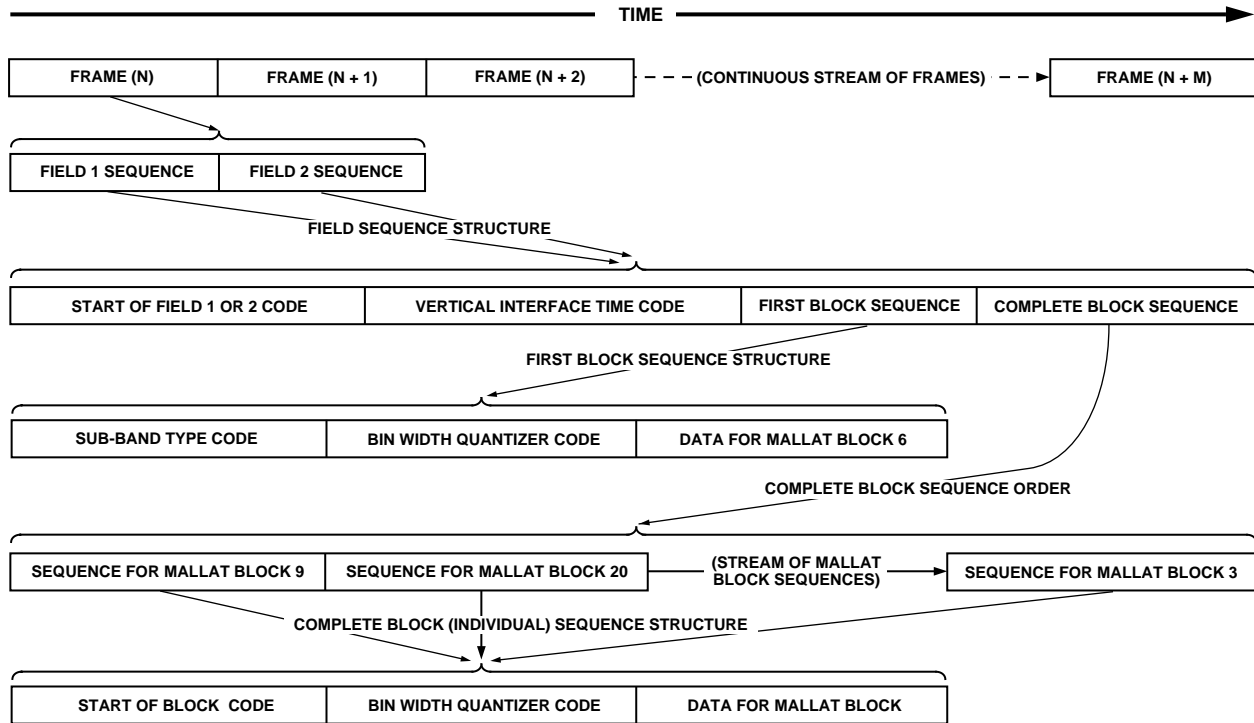 TIME
FRAME (N) FRAME (N + 1) FRAME (N + 2) (CONTINUOUS STREAM OF FRAMES) FRAME (N + M)
FIELD 1 SEQUENCE FIELD 2 SEQUENCE
FIELD SEQUENCE STRUCTURE
START OF FIELD 1 OR 2 CODE VERTICAL INTERFACE TIME CODE FIRST BLOCK SEQUENCE COMPLETE BLOCK SEQUENCE
FIRST BLOCK SEQUENCE STRUCTURE
SUB-BAND TYPE CODE BIN WIDTH QUANTIZER CODE DATA FOR MALLAT BLOCK 6
COMPLETE BLOCK SEQUENCE ORDER
SEQUENCE FOR MALLAT BLOCK 9 SEQUENCE FOR MALLAT BLOCK 20 (STREAM OF MALLAT
BLOCK SEQUENCES) SEQUENCE FOR MALLAT BLOCK 3
COMPLETE BLOCK (INDIVIDUAL) SEQUENCE STRUCTURE
START OF BLOCK CODE BIN WIDTH QUANTIZER CODE DATA FOR MALLAT BLOCK